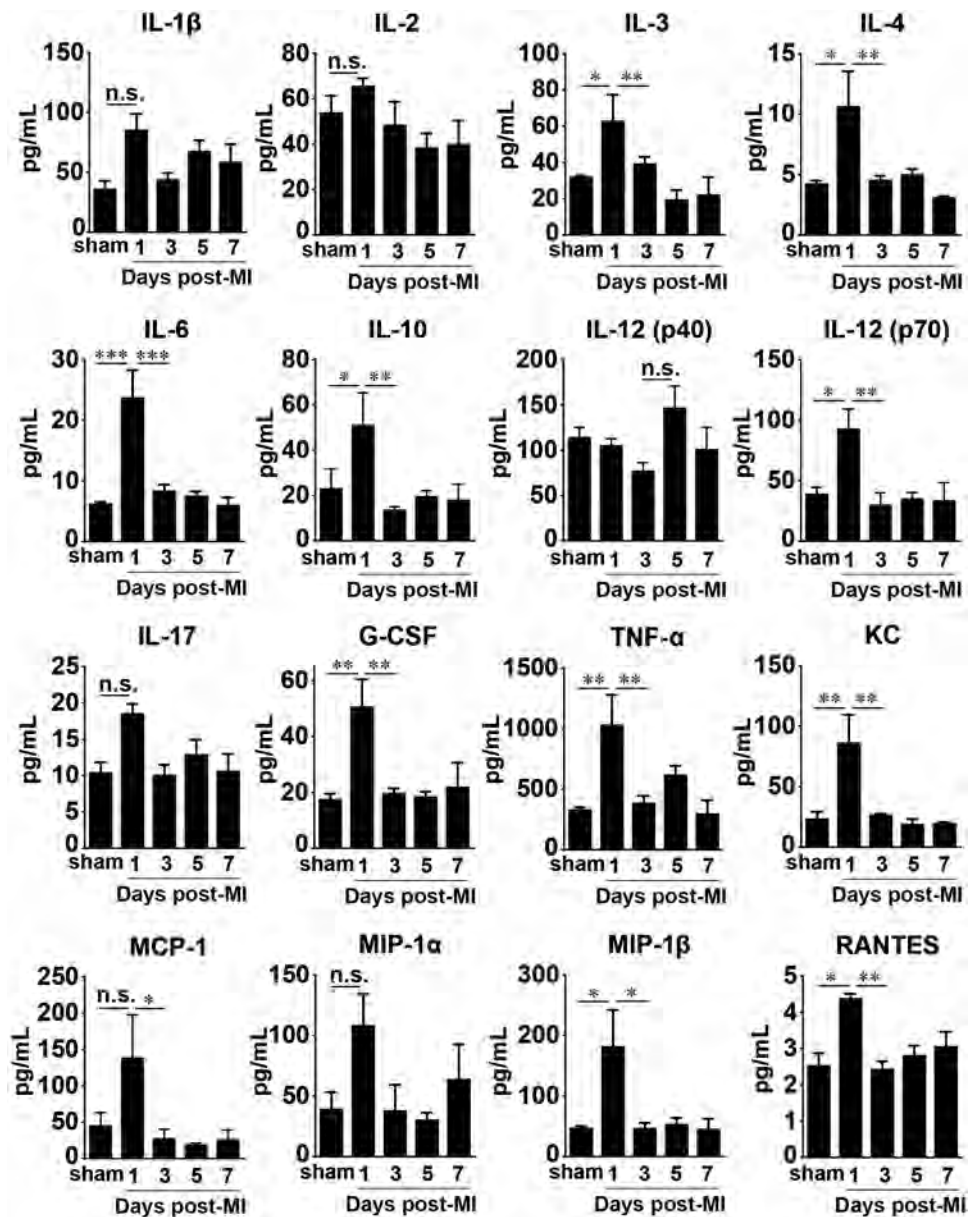 IL-1β IL-2 IL-3 IL-4
pg/mL 150 100 50 0 n.s. sham 1 3 5 7
Days post-MI
pg/mL 80 60 40 20 0 n.s. sham 1 3 5 7
Days post-MI
pg/mL 100 80 60 40 20 0 * ** sham 1 3 5 7
Days post-MI
pg/mL 15 10 5 0 * ** sham 1 3 5 7
Days post-MI
IL-6 IL-10 IL-12 (p40) IL-12 (p70)
pg/mL 30 20 10 0 *** *** sham 1 3 5 7
Days post-MI
pg/mL 80 60 40 20 0 * ** sham 1 3 5 7
Days post-MI
pg/mL 200 150 100 50 0 n.s. sham 1 3 5 7
Days post-MI
pg/mL 150 100 50 0 * ** sham 1 3 5 7
Days post-MI
IL-17 G-CSF TNF-α KC
pg/mL 25 20 15 10 5 0 n.s. sham 1 3 5 7
Days post-MI
pg/mL 60 40 20 0 ** ** sham 1 3 5 7
Days post-MI
pg/mL 1500 1000 500 0 ** ** sham 1 3 5 7
Days post-MI
pg/mL 150 100 50 0 ** ** sham 1 3 5 7
Days post-MI
MCP-1 MIP-1α MIP-1β RANTES
pg/mL 250 200 150 100 50 0 n.s. * sham 1 3 5 7
Days post-MI
pg/mL 150 100 50 0 n.s. sham 1 3 5 7
Days post-MI
pg/mL 300 200 100 0 * * sham 1 3 5 7
Days post-MI
pg/mL 5 4 3 2 1 0 * ** sham 1 3 5 7
Days post-MI